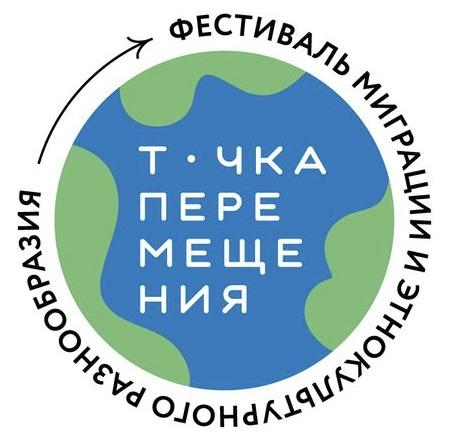 ФЕСТИВАЛЬ МИГРАЦИИ И ЭТНОКУЛЬТУРНОГО РАЗНООБРАЗИЯ
Т·ЧКА
ПЕРЕ
МЕЩЕ
НИЯ